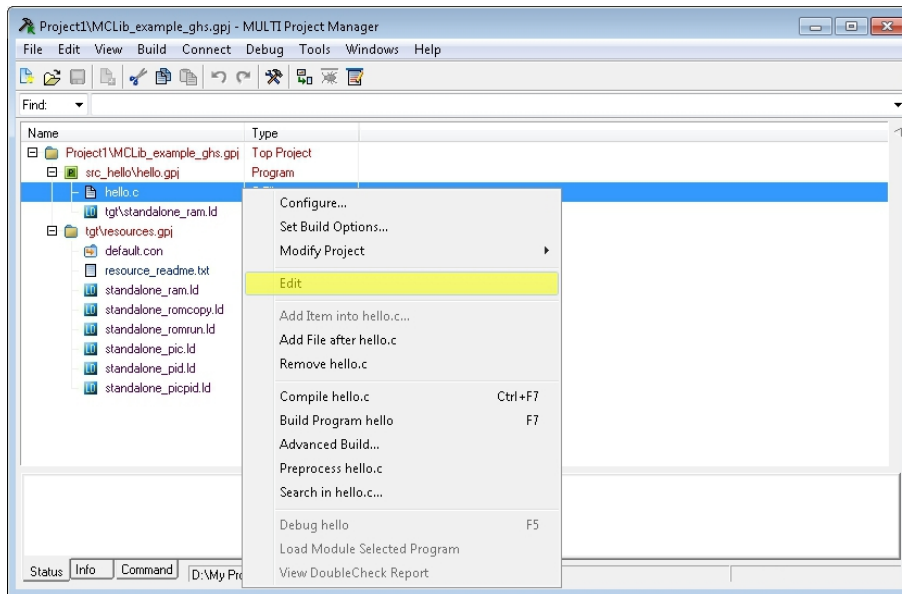 Project1\MCLib_example_ghs.gpj - MULTI Project Manager
File Edit View Build Connect Debug Tools Windows Help
Find:
Name Type
Project1\MCLib_example_ghs.gpj Top Project
src_hello\hello.gpj Program
hello.c
tgt\standalone_ram.ld
tgt\resources.gpj
default.con
resource_readme.txt
standalone_ram.ld
standalone_romcopy.ld
standalone_romrun.ld
standalone_pic.ld
standalone_pid.ld
standalone_picpid.ld
Configure...
Set Build Options...
Modify Project
Edit
Add Item into hello.c...
Add File after hello.c
Remove hello.c
Compile hello.c Ctrl+F7
Build Program hello F7
Advanced Build...
Preprocess hello.c
Search in hello.c...
Debug hello F5
Load Module Selected Program
View DoubleCheck Report
Status Info Command D:\My Pr